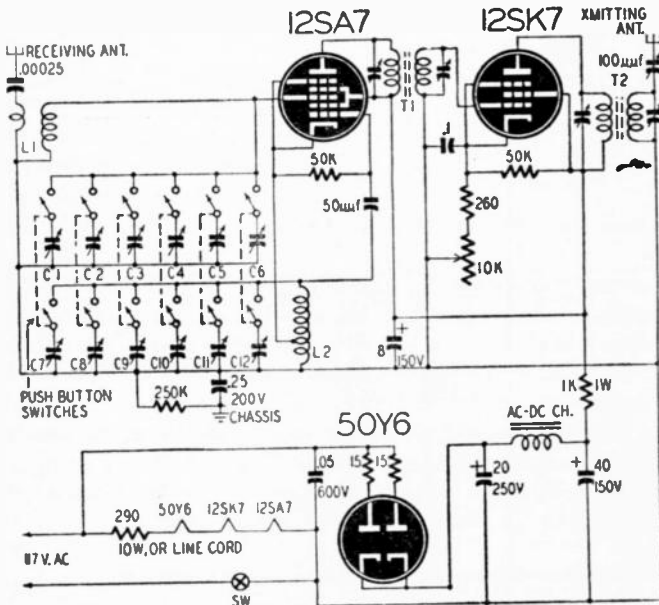 12SA7
12SK7
XMITTING
ANT.
RECEIVING ANT.
.00025
100μμf
T2
L1
T1
.1
50K
50K
50μμf
260
10K
C1
C2
C3
C4
C5
C6
L2
8
+
150V
C7
C8
C9
C10
C11
C12
PUSH BUTTON
SWITCHES
250K
.25
200V
CHASSIS
1K
1W
50Y6
AC-DC CH.
.05
600V
15
15
+
20
250V
+
40
150V
290
50Y6
12SK7
12SA7
10W, OR LINE CORD
117 V. AC
SW